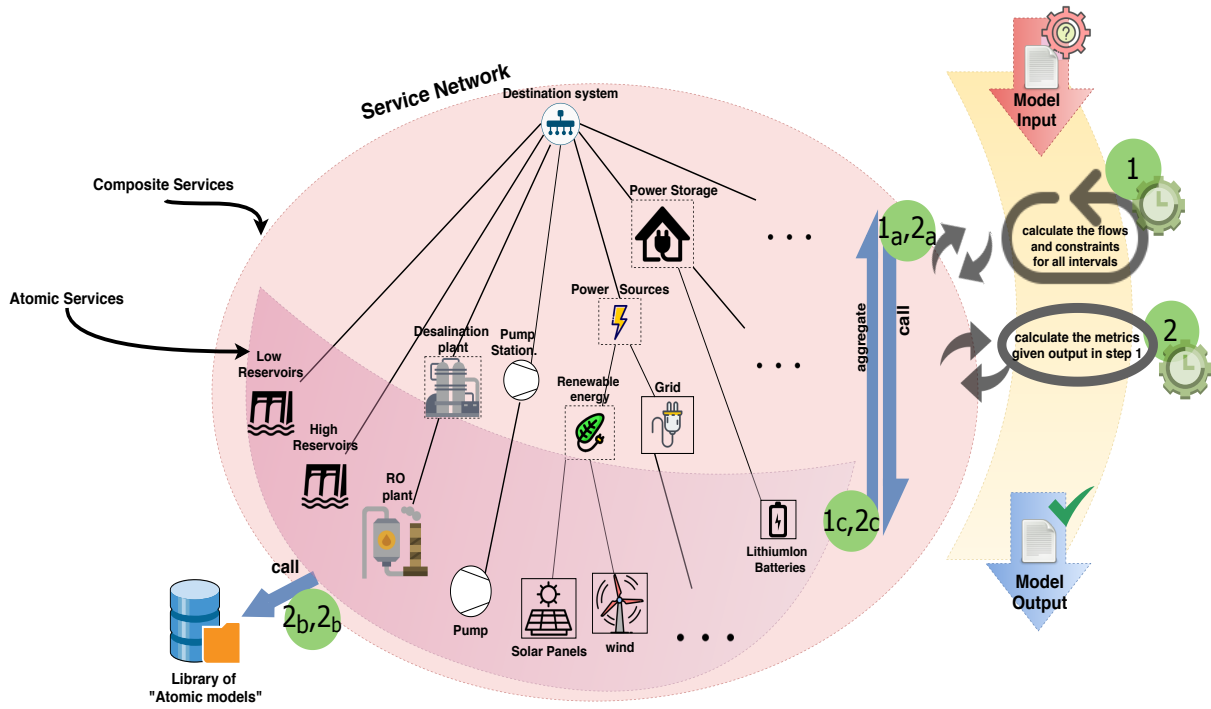 Service Network
Destination system
Model
Input
?
1
Composite Services
Power Storage
. . .
1a,2a
calculate the flows
and constraints
for all intervals
Atomic Services
Power Sources
Low
Reservoirs
Desalination
plant
Pump
Station.
aggregate
call
calculate the metrics
given output in step 1
2
. . .
Renewable
energy
Grid
High
Reservoirs
RO
plant
1c,2c
LithiumIon
Batteries
call
2b,2b
Pump
Solar Panels
wind
. . .
Model
Output
Library of
"Atomic models"